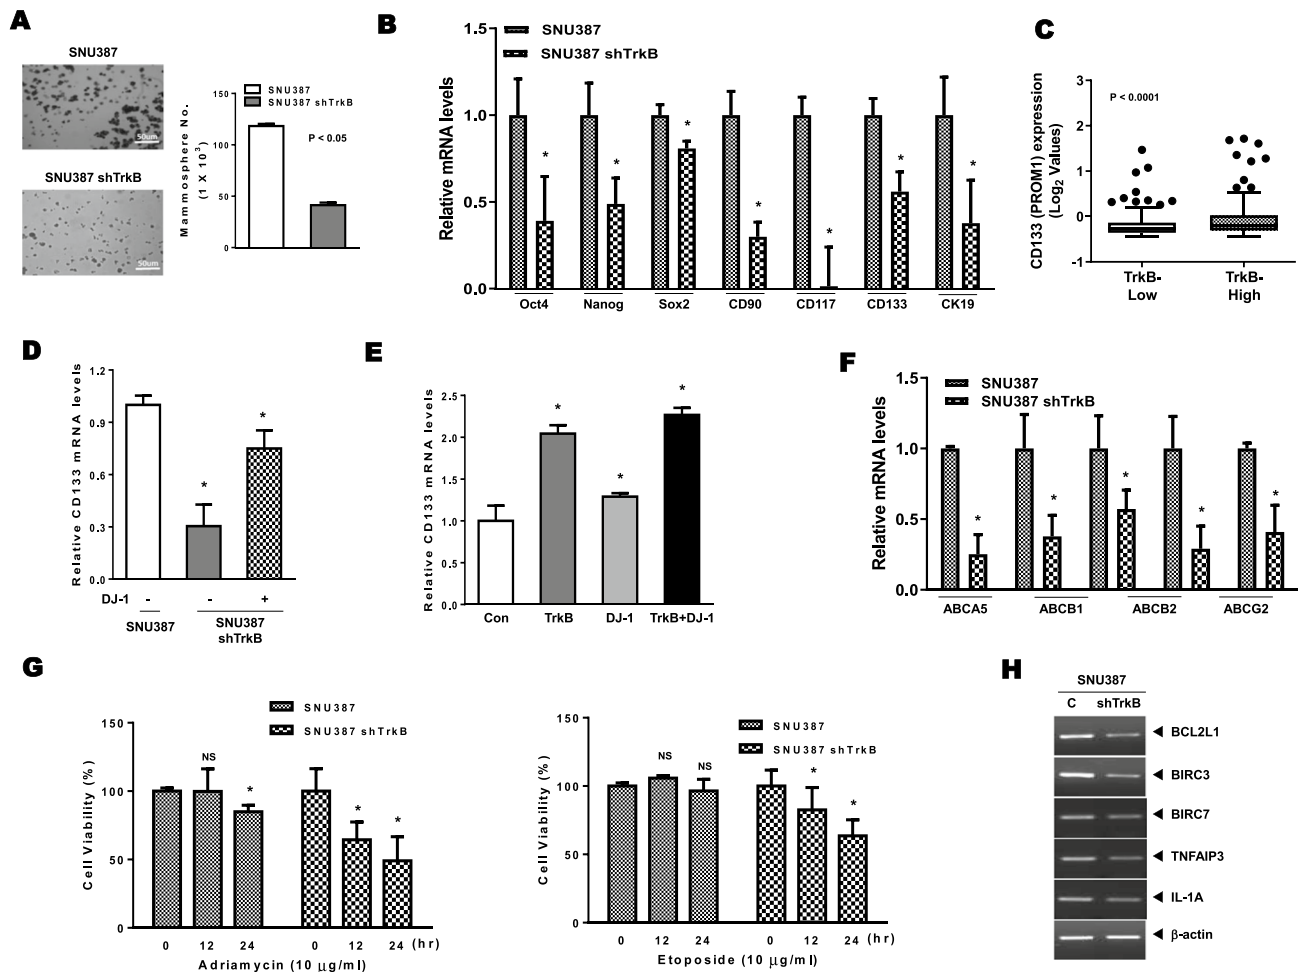 A
SNU387
50um
SNU387 shTrkB
50um
SNU387
SNU387 shTrkB
P < 0.05
Mammosphere No.
(1 X 10³)
150
100
50
0
B
SNU387
SNU387 shTrkB
Relative mRNA levels
1.5
1.0
0.5
0.0
* * * * * * *
Oct4 Nanog Sox2 CD90 CD117 CD133 CK19
C
P < 0.0001
CD133 (PROM1) expression
(Log₂ Values)
3
2
1
0
-1
TrkB-
Low
TrkB-
High
D
Relative CD133 mRNA levels
1.2
0.9
0.6
0.3
0.0
* *
DJ-1 - - +
SNU387
SNU387
shTrkB
E
Relative CD133 mRNA levels
2.5
2.0
1.5
1.0
0.5
0.0
* * *
Con TrkB DJ-1 TrkB+DJ-1
F
SNU387
SNU387 shTrkB
Relative mRNA levels
1.5
1.0
0.5
0.0
* * * * *
ABCA5 ABCB1 ABCB2 ABCG2
G
SNU387
SNU387 shTrkB
Cell Viability (%)
150
100
50
0
NS * * *
0 12 24 0 12 24 (hr)
Adriamycin (10 μg/ml)
SNU387
SNU387 shTrkB
Cell Viability (%)
150
100
50
0
NS NS * *
0 12 24 0 12 24 (hr)
Etoposide (10 μg/ml)
H
SNU387
C shTrkB
BCL2L1
BIRC3
BIRC7
TNFAIP3
IL-1A
β-actin